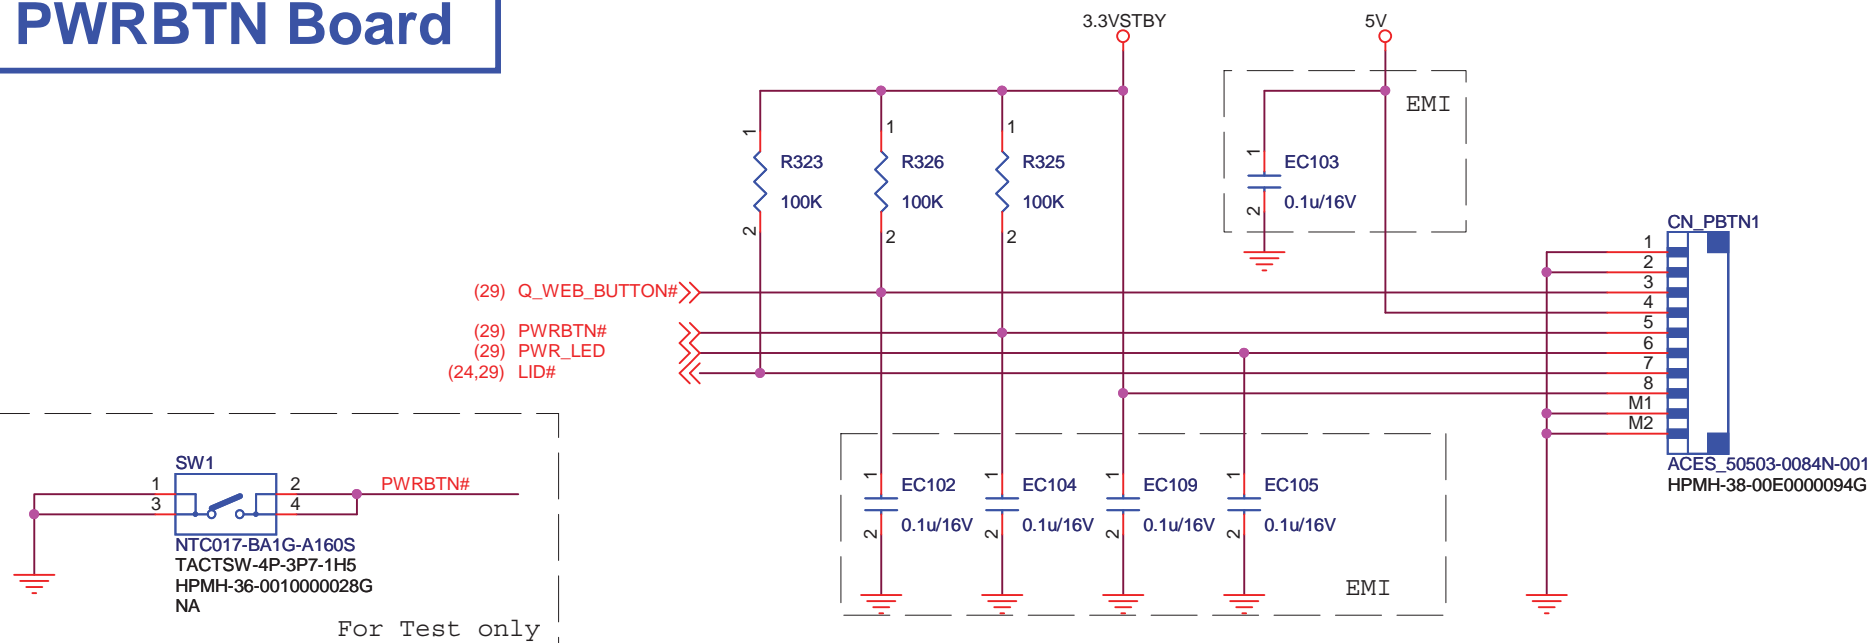 PWRBTN Board
3.3VSTBY
5V
EMI
1
1
1
R323
R326
R325
100K
100K
100K
2
2
2
1
EC103
0.1u/16V
2
CN_PBTN1
1
2
3
4
5
6
7
8
M1
M2
ACES_50503-0084N-001
HPMH-38-00E0000094G
(29) Q_WEB_BUTTON#
(29) PWRBTN#
(29) PWR_LED
(24,29) LID#
SW1
1
2
PWRBTN#
3
4
NTC017-BA1G-A160S
TACTSW-4P-3P7-1H5
HPMH-36-0010000028G
NA
For Test only
1
EC102
0.1u/16V
2
1
EC104
0.1u/16V
2
1
EC109
0.1u/16V
2
1
EC105
0.1u/16V
2
EMI